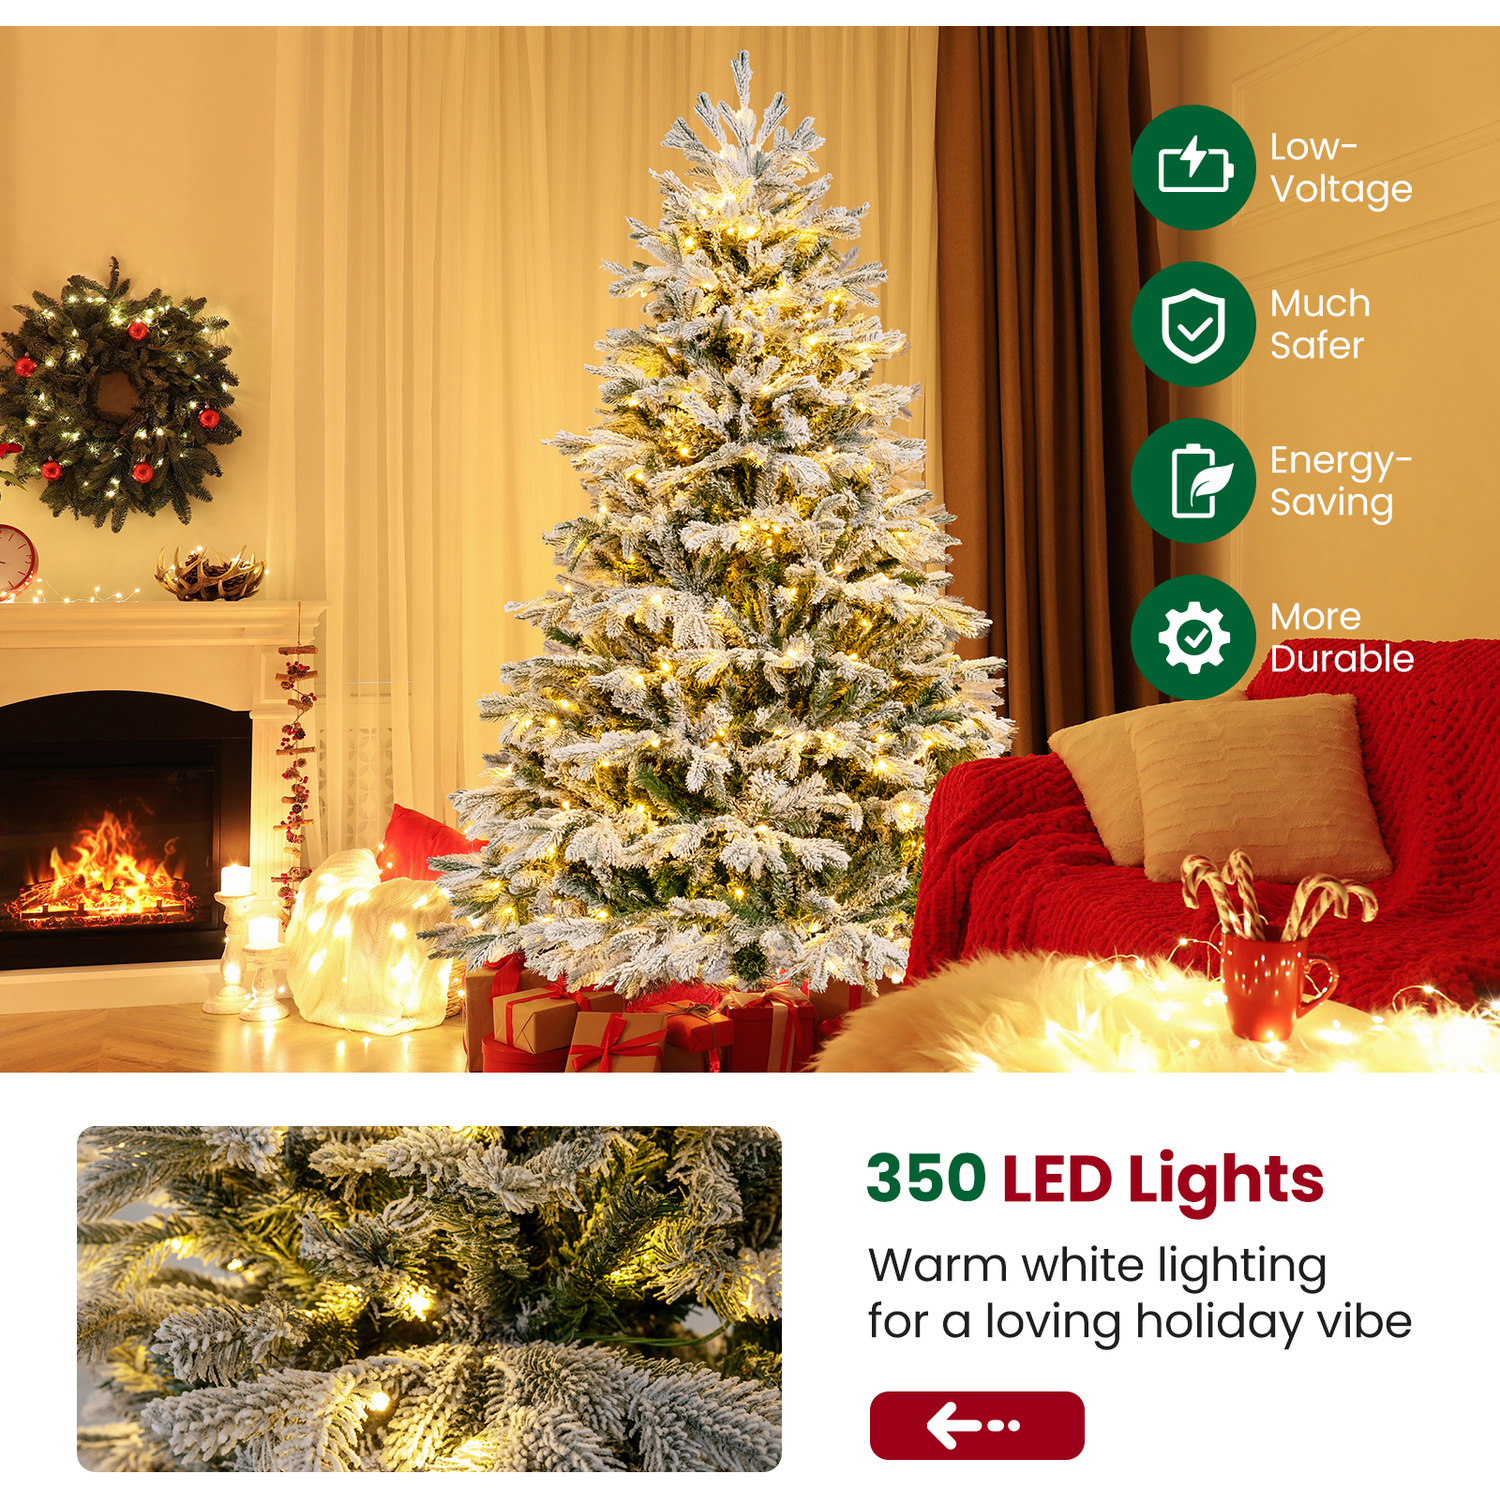 Low-
Voltage
Much
Safer
Energy-
Saving
More
Durable
350 LED Lights
Warm white lighting
for a loving holiday vibe